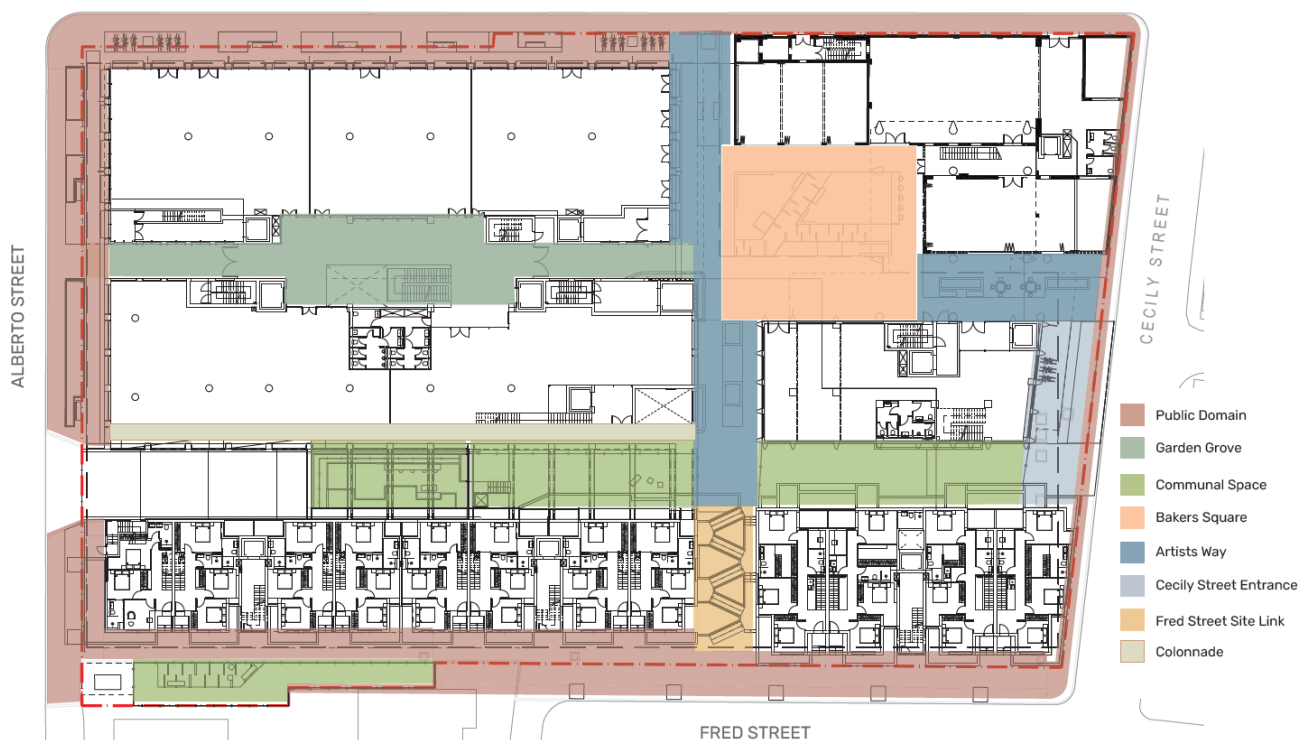 ALBERTO STREET
CECILY STREET
Public Domain
Garden Grove
Communal Space
Bakers Square
Artists Way
Cecily Street Entrance
Fred Street Site Link
Colonnade
FRED STREET